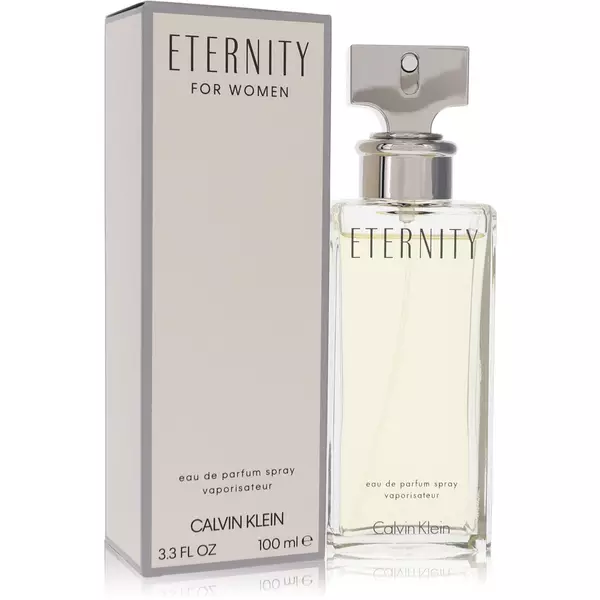 ETERNITY
FOR WOMEN
eau de parfum spray
vaporisateur
CALVIN KLEIN
3.3 FL OZ 100 ml ℮
ETERNITY
eau de parfum spray
vaporisateur
Calvin Klein